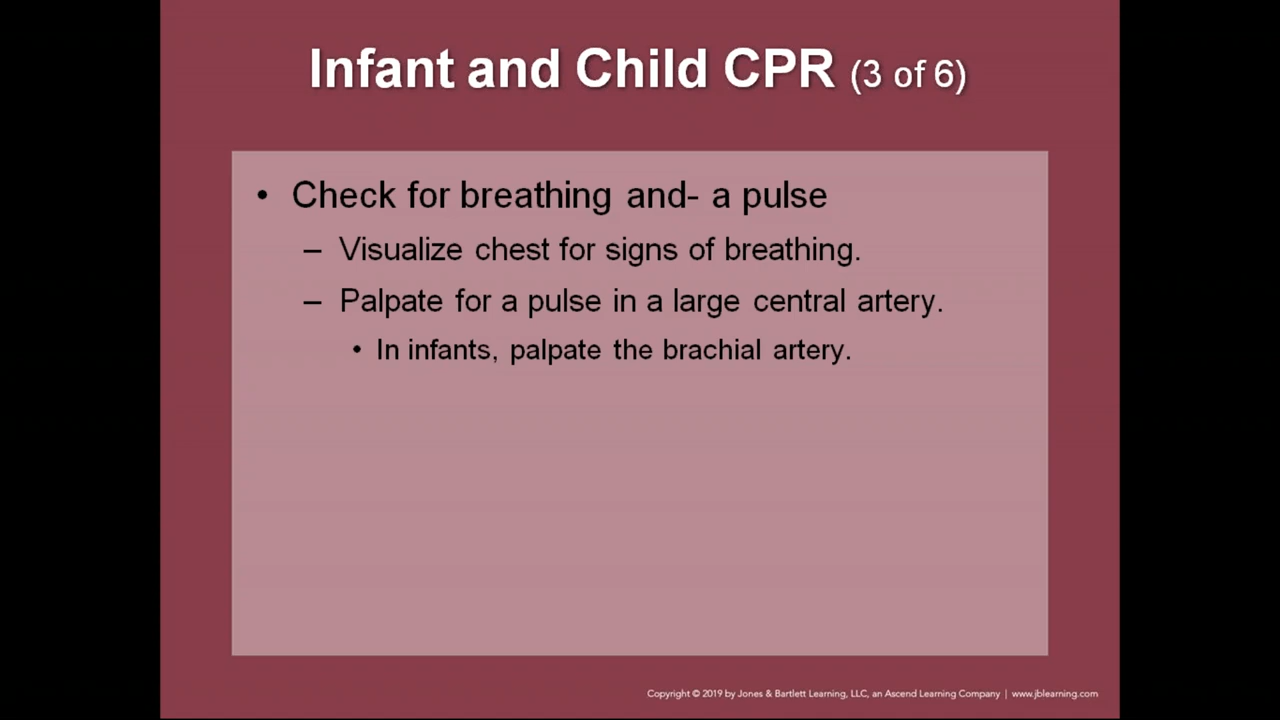 Infant and Child CPR (3 of 6)
• Check for breathing and- a pulse
– Visualize chest for signs of breathing.
– Palpate for a pulse in a large central artery.
• In infants, palpate the brachial artery.
Copyright © 2019 by Jones & Bartlett Learning, LLC, an Ascend Learning Company | www.jblearning.com